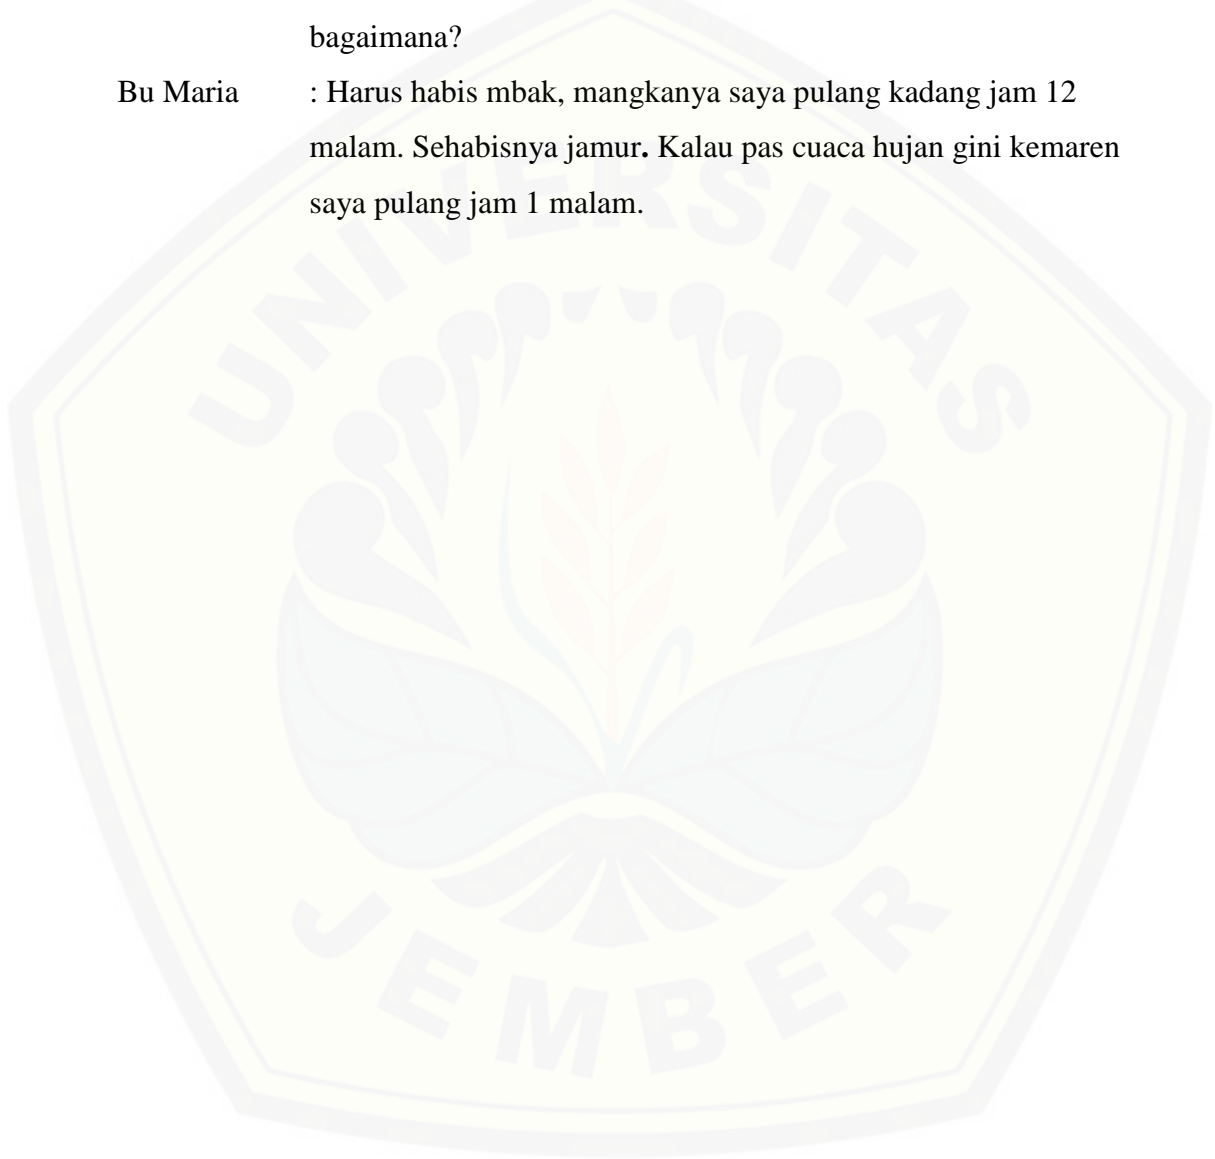 bagaimana?
Bu Maria : Harus habis mbak, mangkanya saya pulang kadang jam 12
malam. Sehabisnya jamur. Kalau pas cuaca hujan gini kemaren
saya pulang jam 1 malam.
UNIVERSITAS
JEMBER